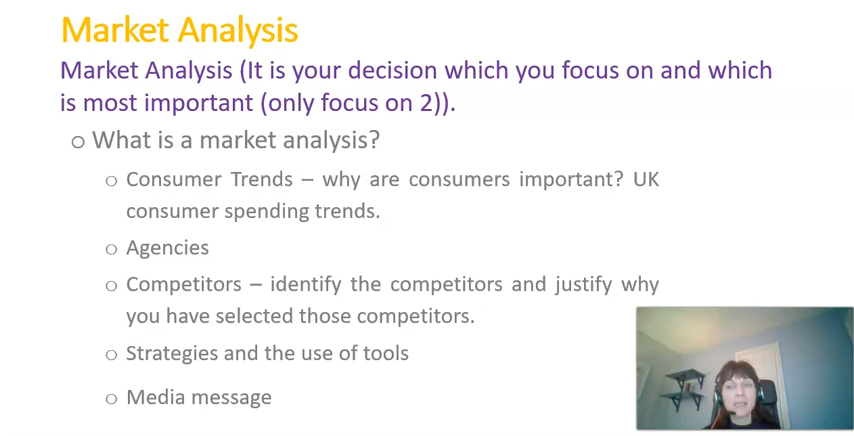 Market Analysis
Market Analysis (It is your decision which you focus on and which
is most important (only focus on 2)).
What is a market analysis?
Consumer Trends – why are consumers important? UK
consumer spending trends.
Agencies
Competitors – identify the competitors and justify why
you have selected those competitors.
Strategies and the use of tools
Media message